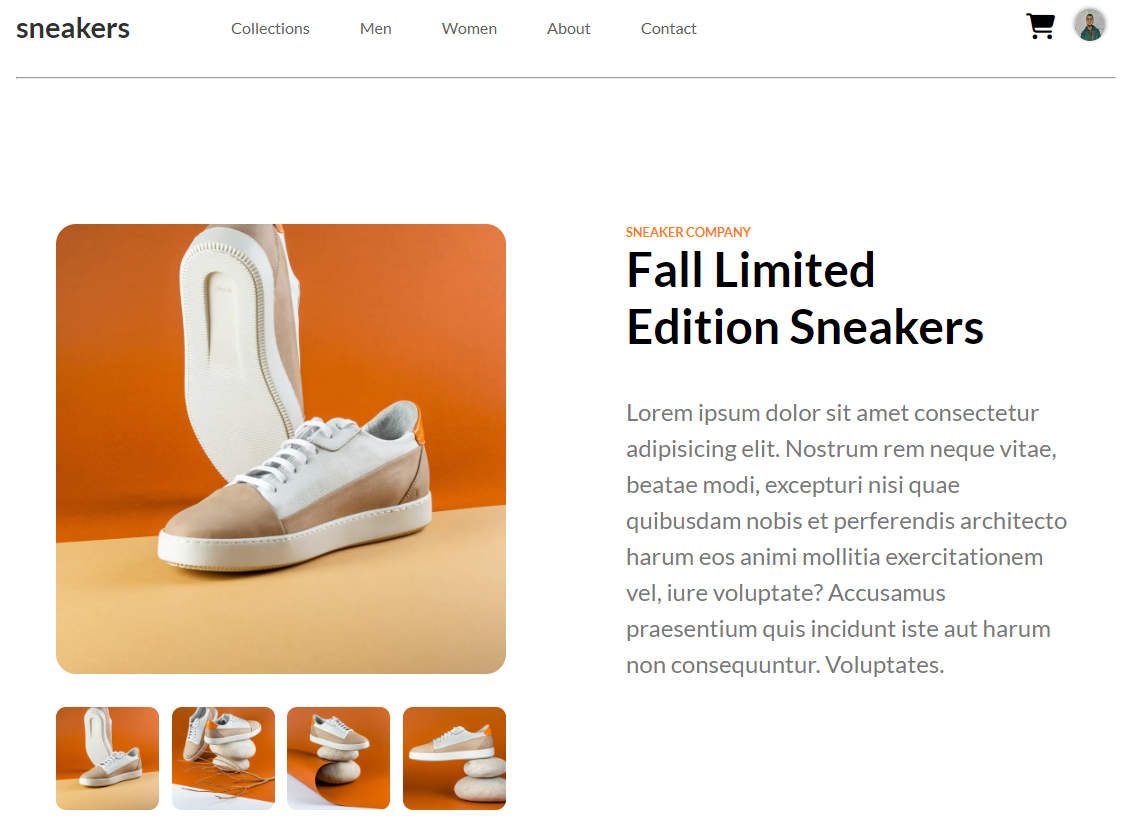 sneakers
Collections Men Women About Contact
SNEAKER COMPANY
Fall Limited
Edition Sneakers
Lorem ipsum dolor sit amet consectetur
adipisicing elit. Nostrum rem neque vitae,
beatae modi, excepturi nisi quae
quibusdam nobis et perferendis architecto
harum eos animi mollitia exercitationem
vel, iure voluptate? Accusamus
praesentium quis incidunt iste aut harum
non consequuntur. Voluptates.